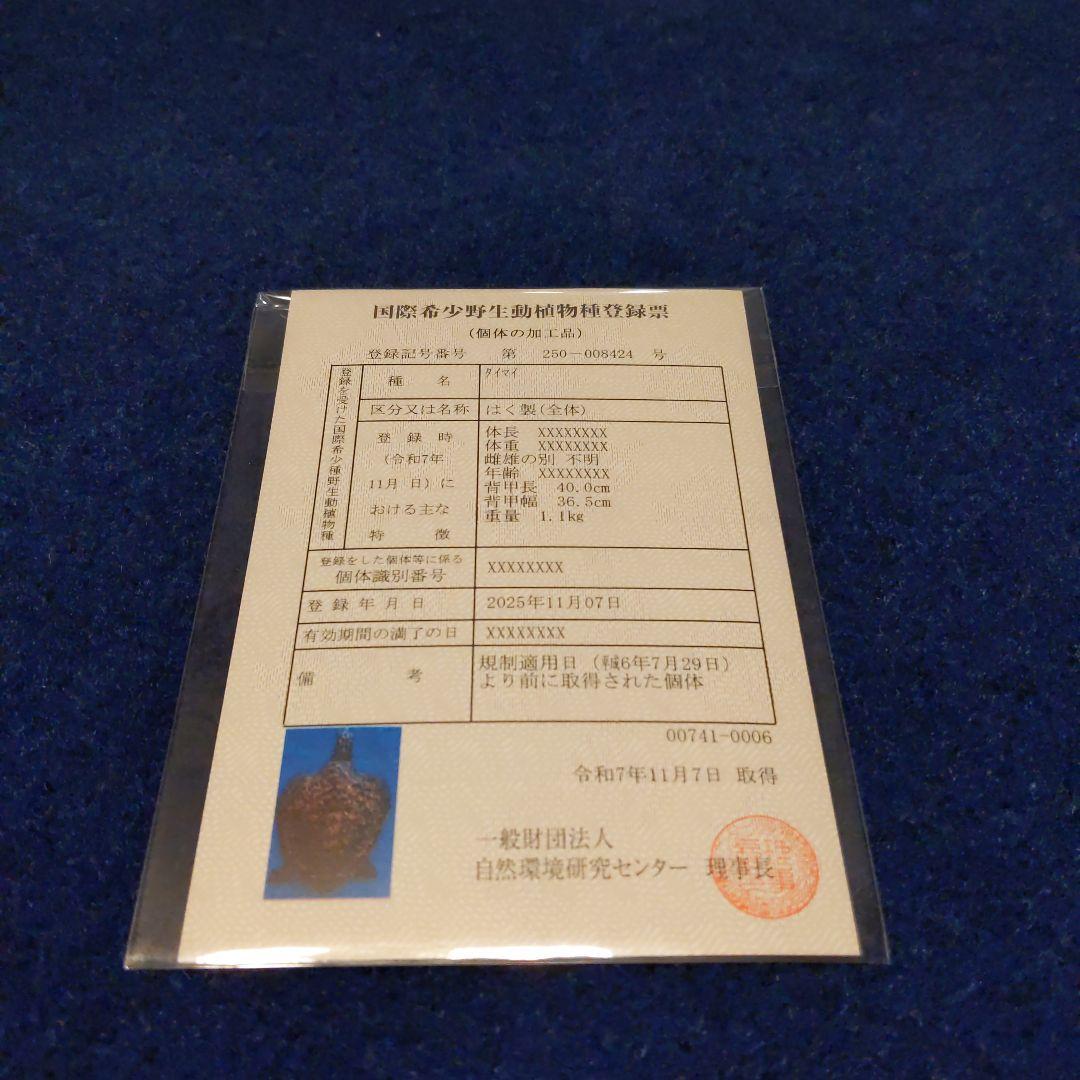 国際希少野生動植物種登録票
(個体の加工品)
登録記号番号 第 250-008424 号
登録を受けた国際希少野生動植物種
種名 タイマイ
区分又は名称 はく製(全体)
登録時(令和7年11月 日)における主な特徴
体長 XXXXXXXX
体重 XXXXXXXX
雌雄の別 不明
年齢 XXXXXXXX
背甲長 40.0cm
背甲幅 36.5cm
重量 1.1kg
登録をした個体等に係る
個体識別番号 XXXXXXXX
登録年月日 2025年11月07日
有効期間の満了の日 XXXXXXXX
備考 規制適用日(平成6年7月29日)
より前に取得された個体
00741-0006
令和7年11月7日 取得
一般財団法人
自然環境研究センター 理事長